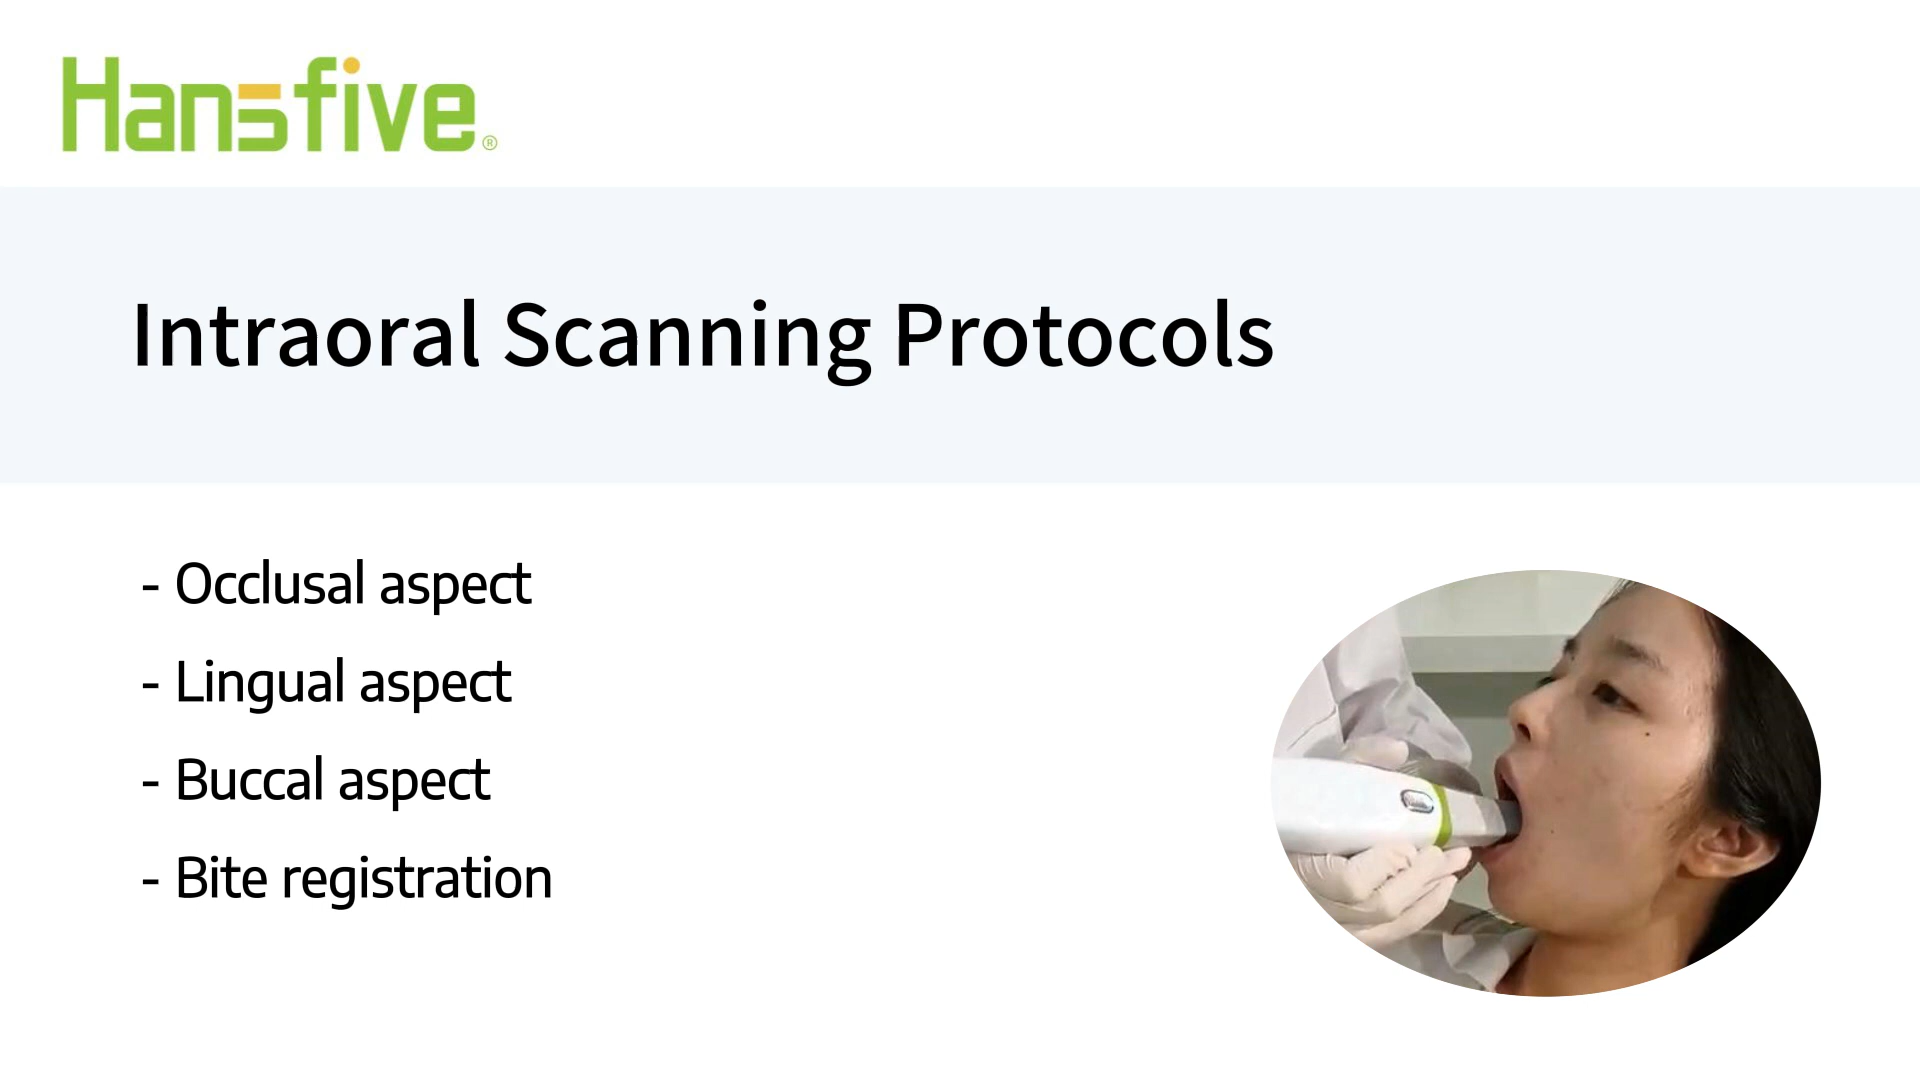 Hansfive®
Intraoral Scanning Protocols
- Occlusal aspect
- Lingual aspect
- Buccal aspect
- Bite registration